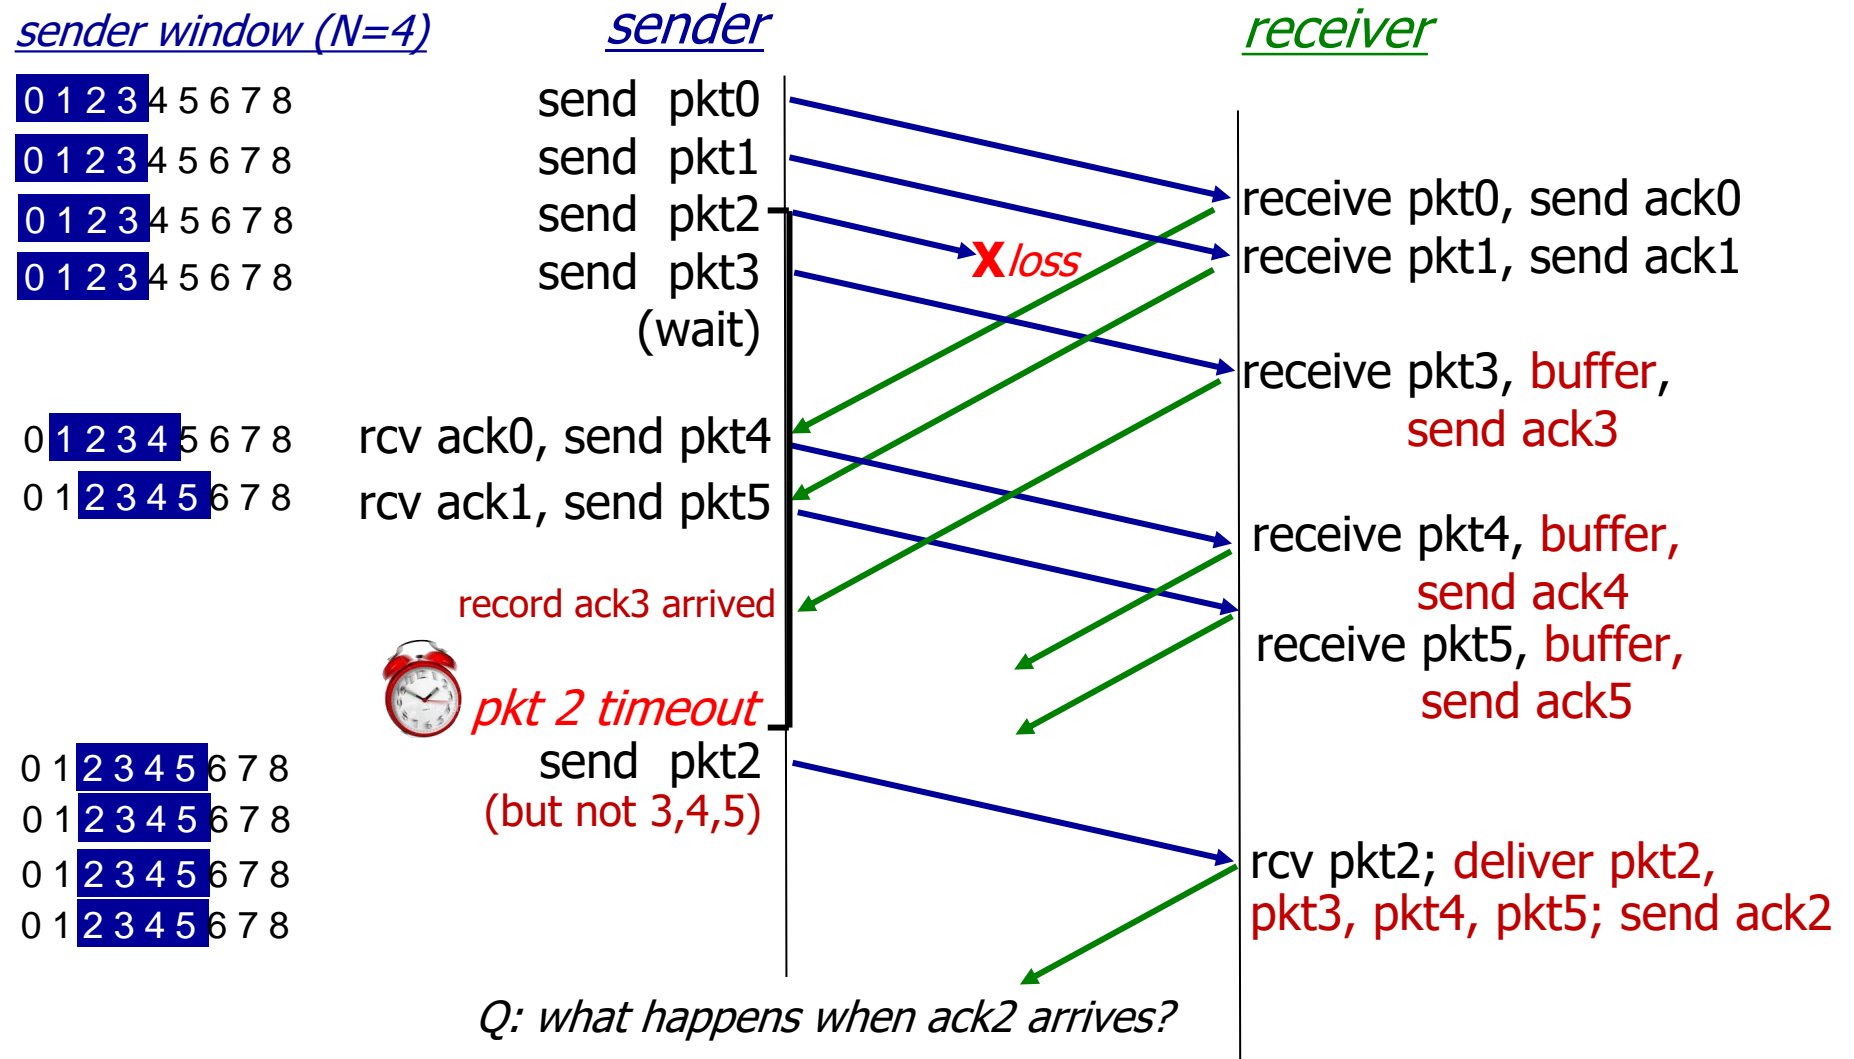 sender window (N=4)
sender
receiver
0 1 2 3 4 5 6 7 8
send pkt0
0 1 2 3 4 5 6 7 8
send pkt1
0 1 2 3 4 5 6 7 8
send pkt2
0 1 2 3 4 5 6 7 8
send pkt3
(wait)
X loss
receive pkt0, send ack0
receive pkt1, send ack1
receive pkt3, buffer,
send ack3
0 1 2 3 4 5 6 7 8
rcv ack0, send pkt4
0 1 2 3 4 5 6 7 8
rcv ack1, send pkt5
receive pkt4, buffer,
send ack4
record ack3 arrived
receive pkt5, buffer,
send ack5
pkt 2 timeout
0 1 2 3 4 5 6 7 8
send pkt2
0 1 2 3 4 5 6 7 8
(but not 3,4,5)
0 1 2 3 4 5 6 7 8
0 1 2 3 4 5 6 7 8
rcv pkt2; deliver pkt2,
pkt3, pkt4, pkt5; send ack2
Q: what happens when ack2 arrives?